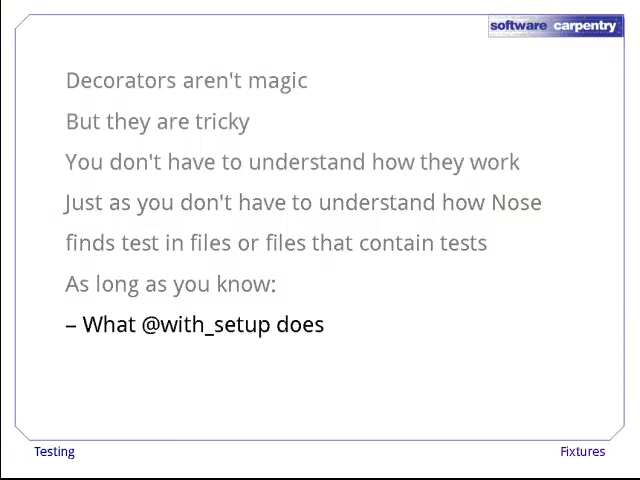 software carpentry
Decorators aren't magic
But they are tricky
You don't have to understand how they work
Just as you don't have to understand how Nose
finds test in files or files that contain tests
As long as you know:
– What @with_setup does
Testing
Fixtures